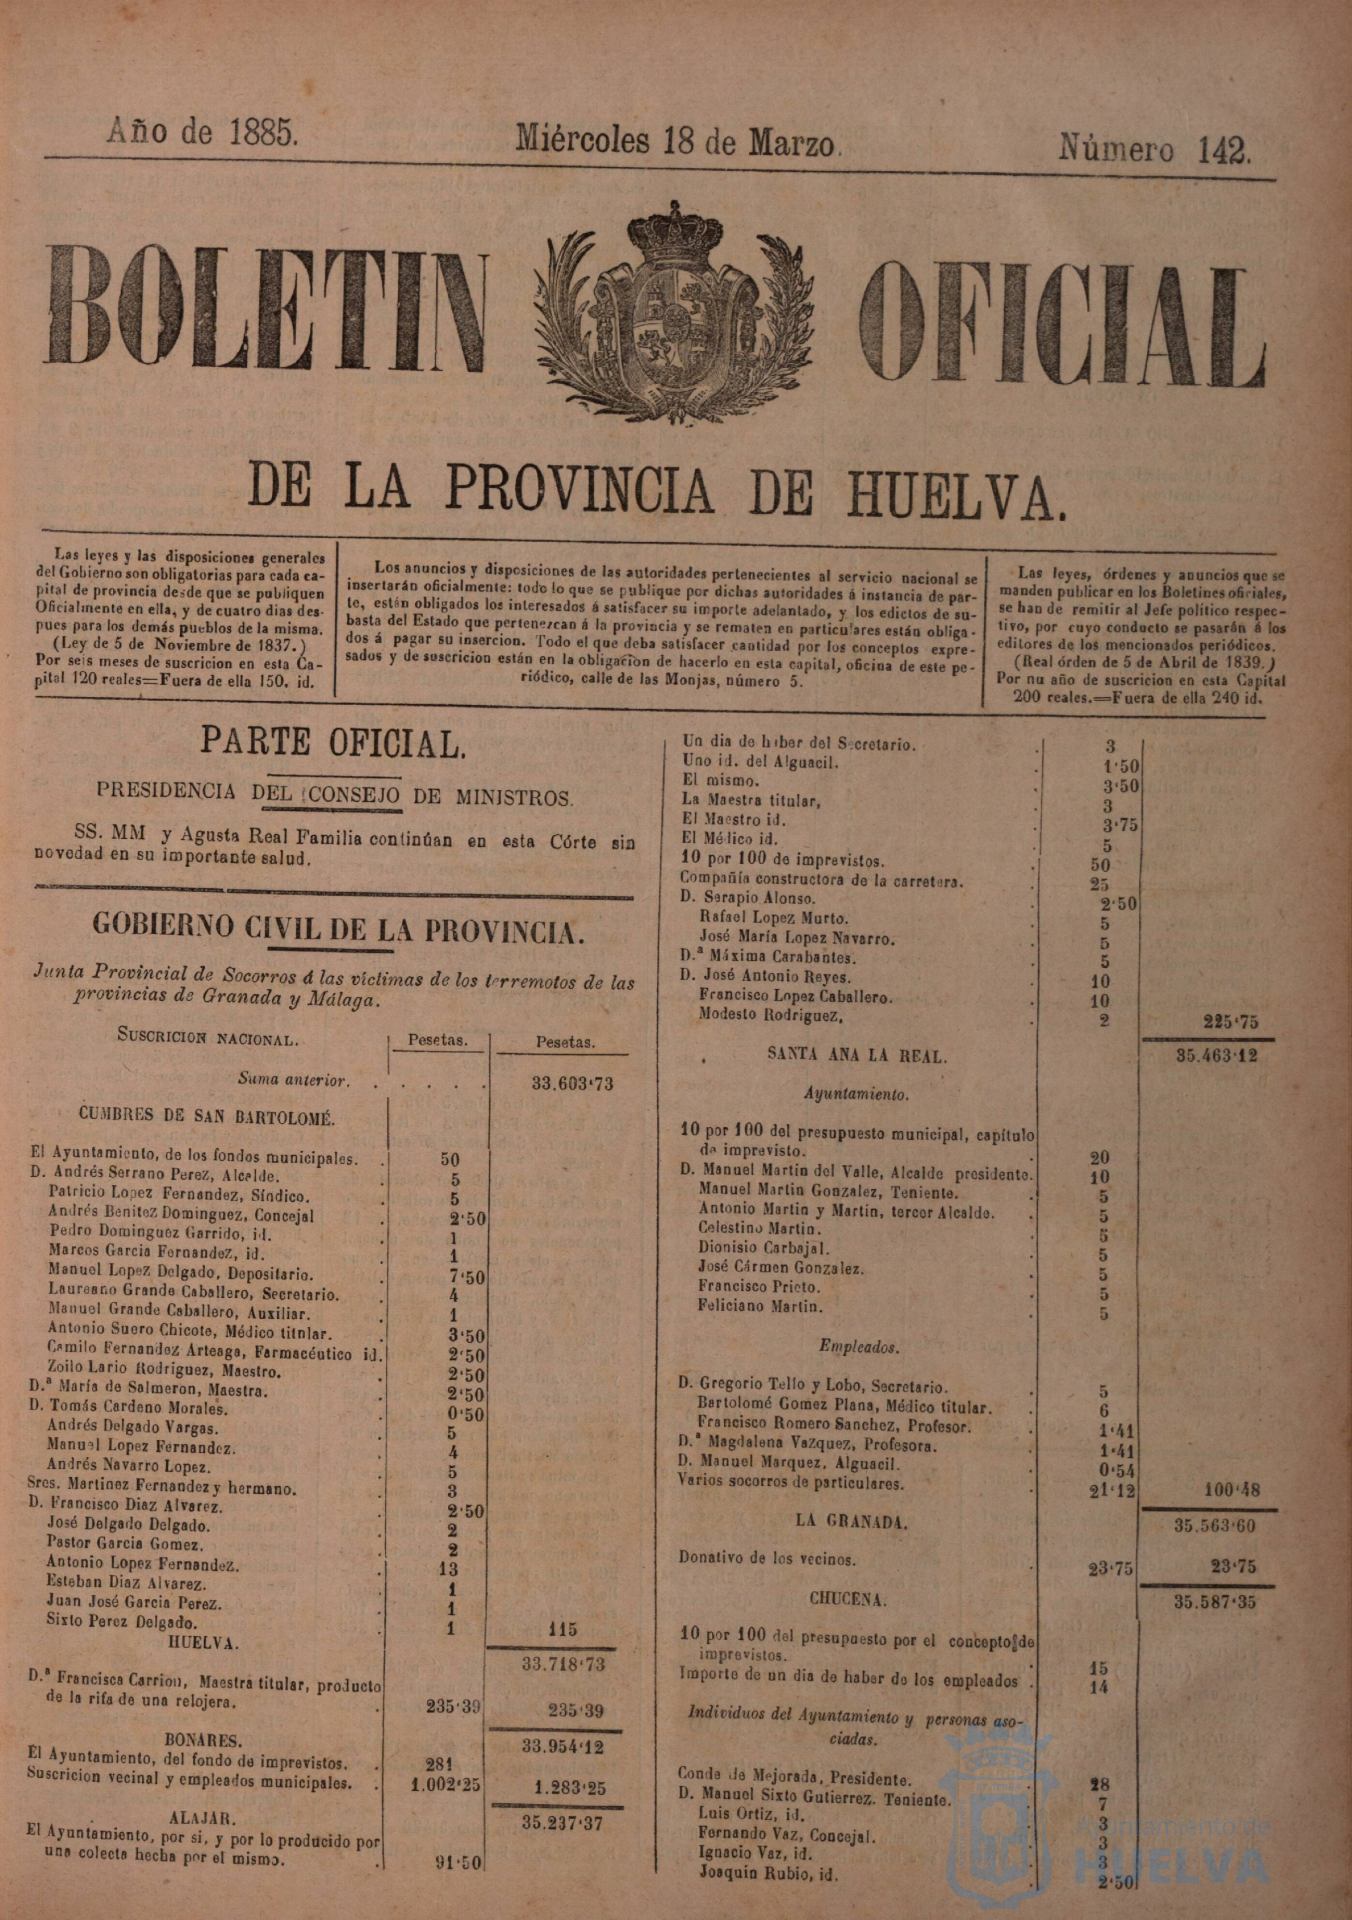 Año de 1885.
Miércoles 18 de Marzo.
Número 142.
BOLETIN OFICIAL
DE LA PROVINCIA DE HUELVA.
Las leyes y las disposiciones generales
del Gobierno son obligatorias para cada ca-
pital de provincia desde que se publiquen
Oficialmente en ella, y de cuatro dias des-
pues para los demás pueblos de la misma.
(Ley de 5 de Noviembre de 1837.)
Por seis meses de suscricion en esta Ca-
pital 120 reales=Fuera de ella 150. id.
Los anuncios y disposiciones de las autoridades pertenecientes al servicio nacional se
insertarán oficialmente: todo lo que se publique por dichas autoridades á instancia de par-
te, están obligados los interesados á satisfacer su importe adelantado, y los edictos de su-
basta del Estado que pertenezcan á la provincia y se rematen en particulares están obliga-
dos á pagar su insercion. Todo el que deba satisfacer cantidad por los conceptos expre-
sados y de suscricion están en la obligacion de hacerlo en esta capital, oficina de este pe-
riódico, calle de las Monjas, número 5.
Las leyes, órdenes y anuncios que se
manden publicar en los Boletines oficiales,
se han de remitir al Jefe político respec-
tivo, por cuyo conducto se pasarán á los
editores de los mencionados periódicos.
(Real órden de 5 de Abril de 1839.)
Por nu año de suscricion en esta Capital
200 reales.=Fuera de ella 240 id.
PARTE OFICIAL.
PRESIDENCIA DEL CONSEJO DE MINISTROS.
SS. MM y Agusta Real Familia continúan en esta Córte sin
novedad en su importante salud.
GOBIERNO CIVIL DE LA PROVINCIA.
Junta Provincial de Socorros á las víctimas de los terremotos de las
provincias de Granada y Málaga.
SUSCRICION NACIONAL. Pesetas. Pesetas.
Suma anterior. . . . . . 33.603'73
CUMBRES DE SAN BARTOLOMÉ.
El Ayuntamiento, de los fondos municipales. . 50
D. Andrés Serrano Perez, Alcalde. . 5
Patricio Lopez Fernandez, Síndico. . 5
Andrés Benitez Dominguez, Concejal . 2'50
Pedro Dominguez Garrido, id. . 1
Marcos Garcia Fernandez, id. . 1
Manuel Lopez Delgado, Depositario. . 7'50
Laureano Grande Caballero, Secretario. . 4
Manuel Grande Caballero, Auxiliar. . 1
Antonio Suero Chicote, Médico titnlar. . 3'50
Camilo Fernandez Arteaga, Farmacéutico id. 2'50
Zoilo Lario Rodriguez, Maestro. . 2'50
D.ª María de Salmeron, Maestra. . 2'50
D. Tomás Cardeno Morales. . 0'50
Andrés Delgado Vargas. . 5
Manuel Lopez Fernandez. . 4
Andrés Navarro Lopez. . 5
Sres. Martinez Fernandez y hermano. . 3
D. Francisco Diaz Alvarez. . 2'50
José Delgado Delgado. . 2
Pastor Garcia Gomez. . 2
Antonio Lopez Fernandez. . 13
Esteban Diaz Alvarez. . 1
Juan José Garcia Perez. . 1
Sixto Perez Delgado. . 1 115
HUELVA. 33.718'73
D.ª Francisca Carrion, Maestra titular, producto
de la rifa de una relojera. . 235'39 235'39
BONARES. 33.954'12
El Ayuntamiento, del fondo de imprevistos. . 281
Suscricion vecinal y empleados municipales. . 1.002'25 1.283'25
ALAJAR. 35.237'37
El Ayuntamiento, por si, y por lo producido por
una colecta hecha por el mismo. . 91'50
Un dia de haber del Secretario. . 3
Uno id. del Alguacil. . 1'50
El mismo. . 3'50
La Maestra titular, . 3
El Maestro id. . 3'75
El Médico id. . 5
10 por 100 de imprevistos. . 50
Compañía constructora de la carretera. . 25
D. Serapio Alonso. . 2'50
Rafael Lopez Murto. . 5
José María Lopez Navarro. . 5
D.ª Máxima Carabantes. . 5
D. José Antonio Reyes. . 10
Francisco Lopez Caballero. . 10
Modesto Rodriguez, . 2 225'75
SANTA ANA LA REAL. 35.463'12
Ayuntamiento.
10 por 100 del presupuesto municipal, capítulo
de imprevisto. . 20
D. Manuel Martin del Valle, Alcalde presidente. 10
Manuel Martin Gonzalez, Teniente. . 5
Antonio Martin y Martin, tercer Alcalde. . 5
Celestino Martin. . 5
Dionisio Carbajal. . 5
José Cármen Gonzalez. . 5
Francisco Prieto. . 5
Feliciano Martin. . 5
Empleados.
D. Gregorio Tello y Lobo, Secretario. . 5
Bartolomé Gomez Plana, Médico titular. . 6
Francisco Romero Sanchez, Profesor. . 1'41
D.ª Magdalena Vazquez, Profesora. . 1'41
D. Manuel Marquez, Alguacil. . 0'54
Varios socorros de particulares. . 21'12 100'48
LA GRANADA. 35.563'60
Donativo de los vecinos. . 23'75 23'75
CHUCENA. 35.587'35
10 por 100 del presupuesto por el concepto de
imprevistos. . 15
Importe de un dia de haber de los empleados . 14
Individuos del Ayuntamiento y personas aso-
ciadas.
Conde de Mejorada, Presidente. . 28
D. Manuel Sixto Gutierrez. Teniente. . 7
Luis Ortiz, id. . 3
Fernando Vaz, Concejal. . 3
Ignacio Vaz, id. . 3
Joaquin Rubio, id. . 2'50
Ayuntamiento de
HUELVA